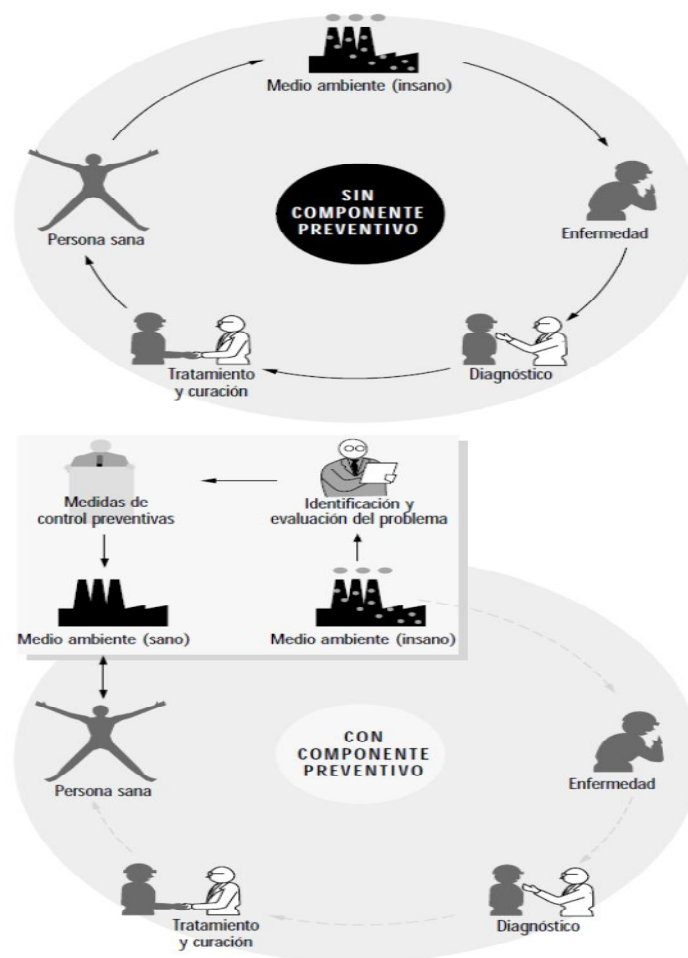 Medio ambiente (insano)
SIN
COMPONENTE
PREVENTIVO
Persona sana
Enfermedad
Tratamiento
y curación
Diagnóstico
Medidas de
control preventivas
Identificación y
evaluación del problema
Medio ambiente (sano)
Medio ambiente (insano)
CON
COMPONENTE
PREVENTIVO
Persona sana
Enfermedad
Tratamiento
y curación
Diagnóstico